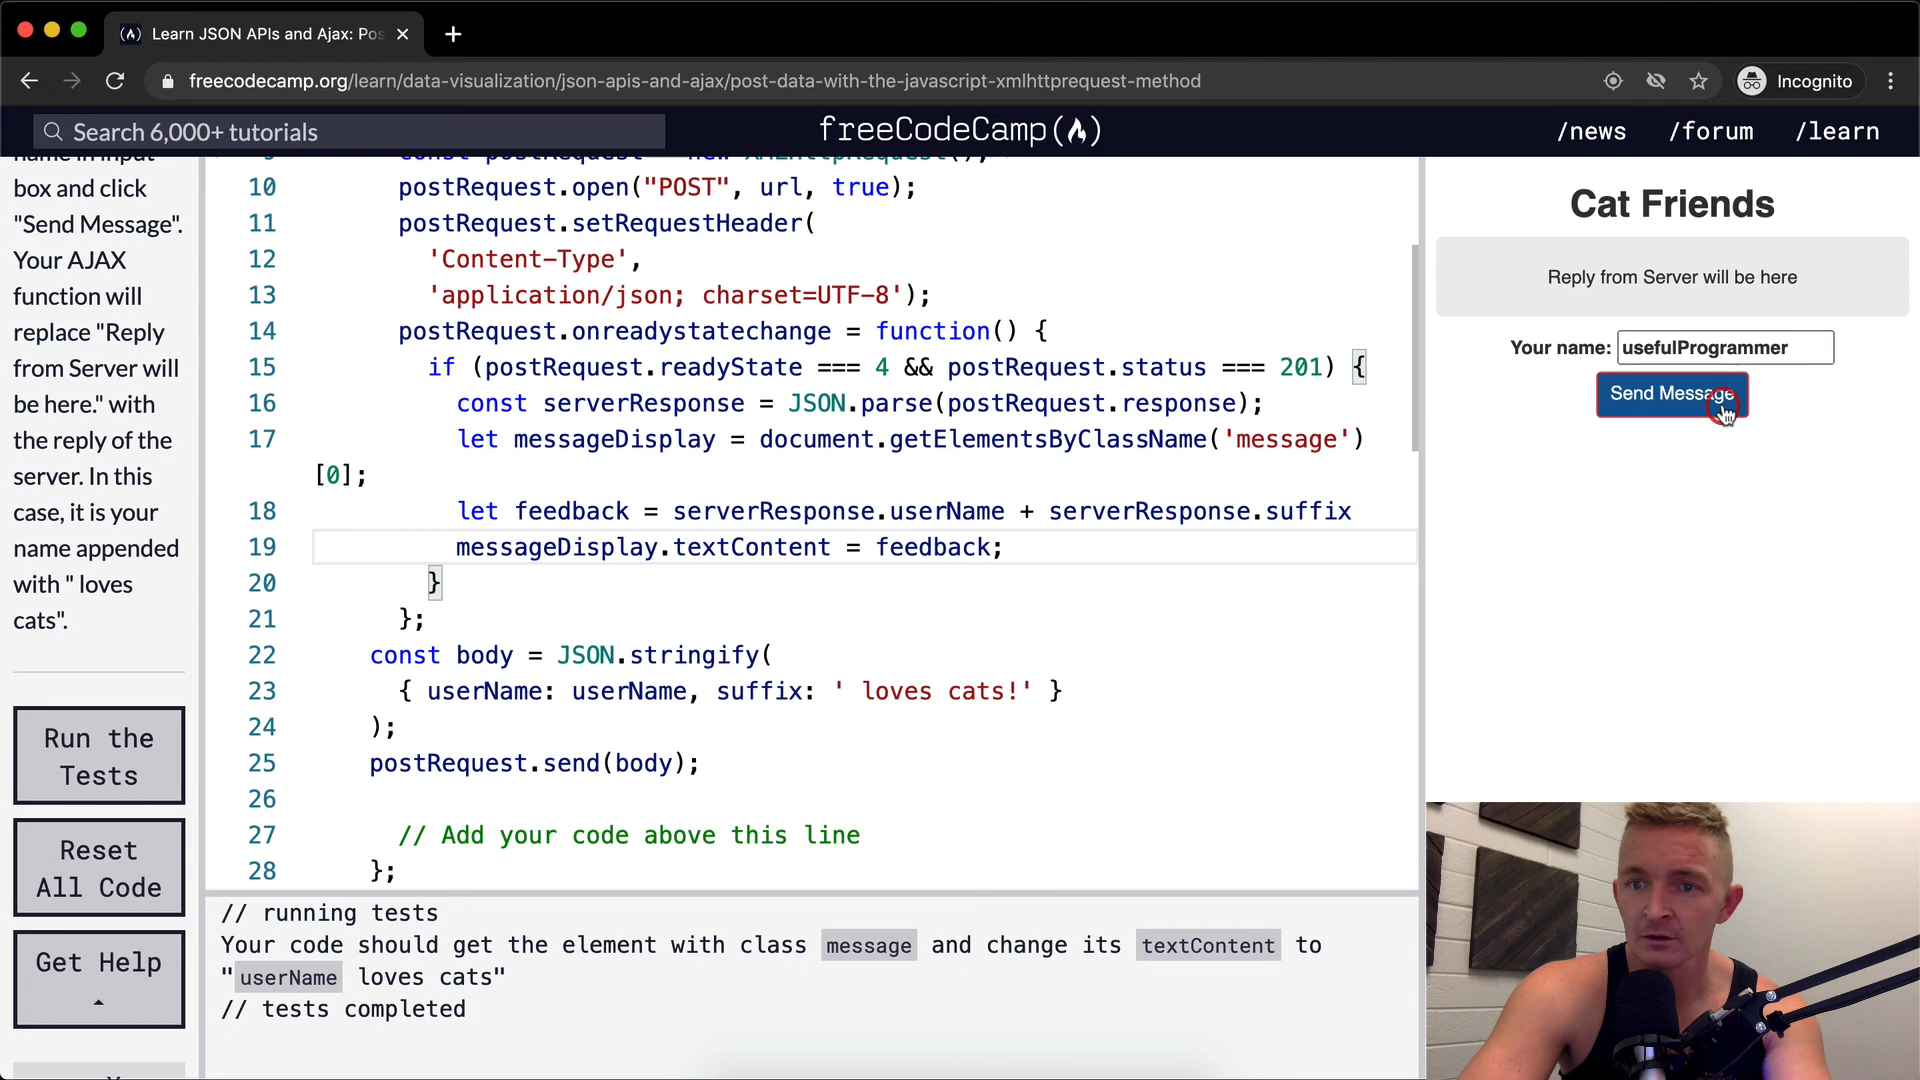 Learn JSON APIs and Ajax: Pos
freecodecamp.org/learn/data-visualization/json-apis-and-ajax/post-data-with-the-javascript-xmlhttprequest-method
Incognito
Search 6,000+ tutorials
freeCodeCamp
/news
/forum
/learn
name in input
box and click
"Send Message".
Your AJAX
function will
replace "Reply
from Server will
be here." with
the reply of the
server. In this
case, it is your
name appended
with " loves
cats".
Run the
Tests
Reset
All Code
Get Help
9 const postRequest = new XMLHttpRequest();
10 postRequest.open("POST", url, true);
11 postRequest.setRequestHeader(
12 'Content-Type',
13 'application/json; charset=UTF-8');
14 postRequest.onreadystatechange = function() {
15 if (postRequest.readyState === 4 && postRequest.status === 201) {
16 const serverResponse = JSON.parse(postRequest.response);
17 let messageDisplay = document.getElementsByClassName('message')
[0];
18 let feedback = serverResponse.userName + serverResponse.suffix
19 messageDisplay.textContent = feedback;
20 }
21 };
22 const body = JSON.stringify(
23 { userName: userName, suffix: ' loves cats!' }
24 );
25 postRequest.send(body);
26
27 // Add your code above this line
28 };
// running tests
Your code should get the element with class message and change its textContent to
"userName loves cats"
// tests completed
Cat Friends
Reply from Server will be here
Your name: usefulProgrammer
Send Message